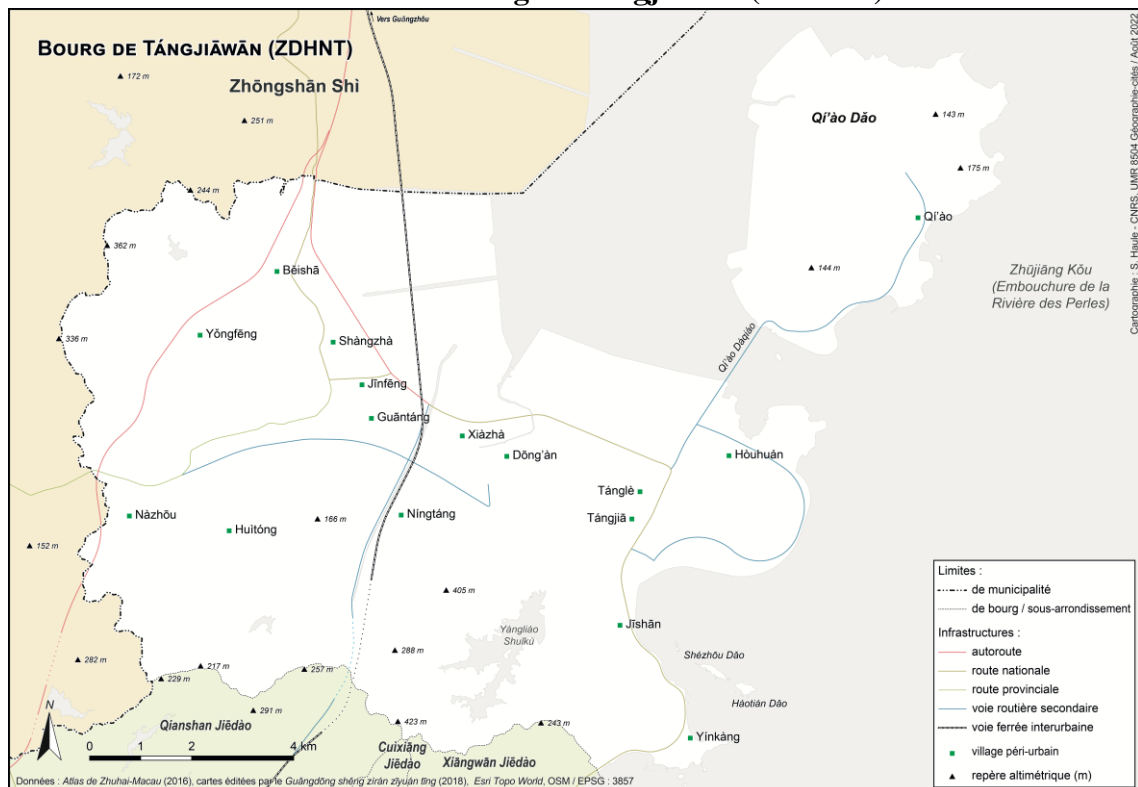 Vers Guǎngzhōu
BOURG DE TÁNGJIĀWĀN (ZDHNT)
172 m
Zhōngshān Shì
251 m
Qí'ào Dǎo
143 m
175 m
244 m
Qí'ào
362 m
Běishā
144 m
Zhūjiāng Kǒu
(Embouchure de la
Rivière des Perles)
Yǒngfēng
336 m
Shàngzhà
Qí'ào Dàqiáo
Jīnfēng
Guāntáng
Xiàzhà
Dōng'àn
Hòuhuán
Tánglè
Nàzhōu
166 m
Níngtáng
Tángjiā
Huìtóng
152 m
405 m
Yángliáo
Shuǐkù
Jīshān
288 m
Shézhōu Dǎo
282 m
217 m
257 m
229 m
Hàotián Dǎo
291 m
423 m
243 m
N
Qianshan Jiēdào
Yínkàng
0 1 2 4 km
Cuìxiāng
Jiēdào
Xiāngwān Jiēdào
Limites :
de municipalité
de bourg / sous-arrondissement
Infrastructures :
autoroute
route nationale
route provinciale
voie routière secondaire
voie ferrée interurbaine
village péri-urbain
repère altimétrique (m)
Données : Atlas de Zhuhai-Macau (2016), cartes éditées par le Guǎngdōng shěng zìrán zīyuán tīng (2018), Esri Topo World, OSM / EPSG : 3857
Cartographie : S. Haule - CNRS, UMR 8504 Géographie-cités / Août 2022